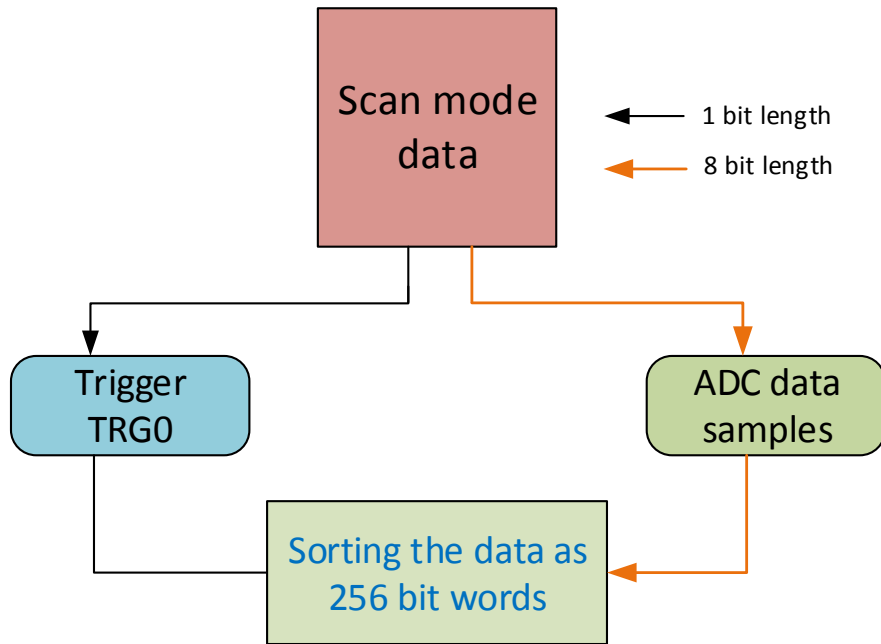 Scan mode
data
1 bit length
8 bit length
Trigger
TRG0
ADC data
samples
Sorting the data as
256 bit words